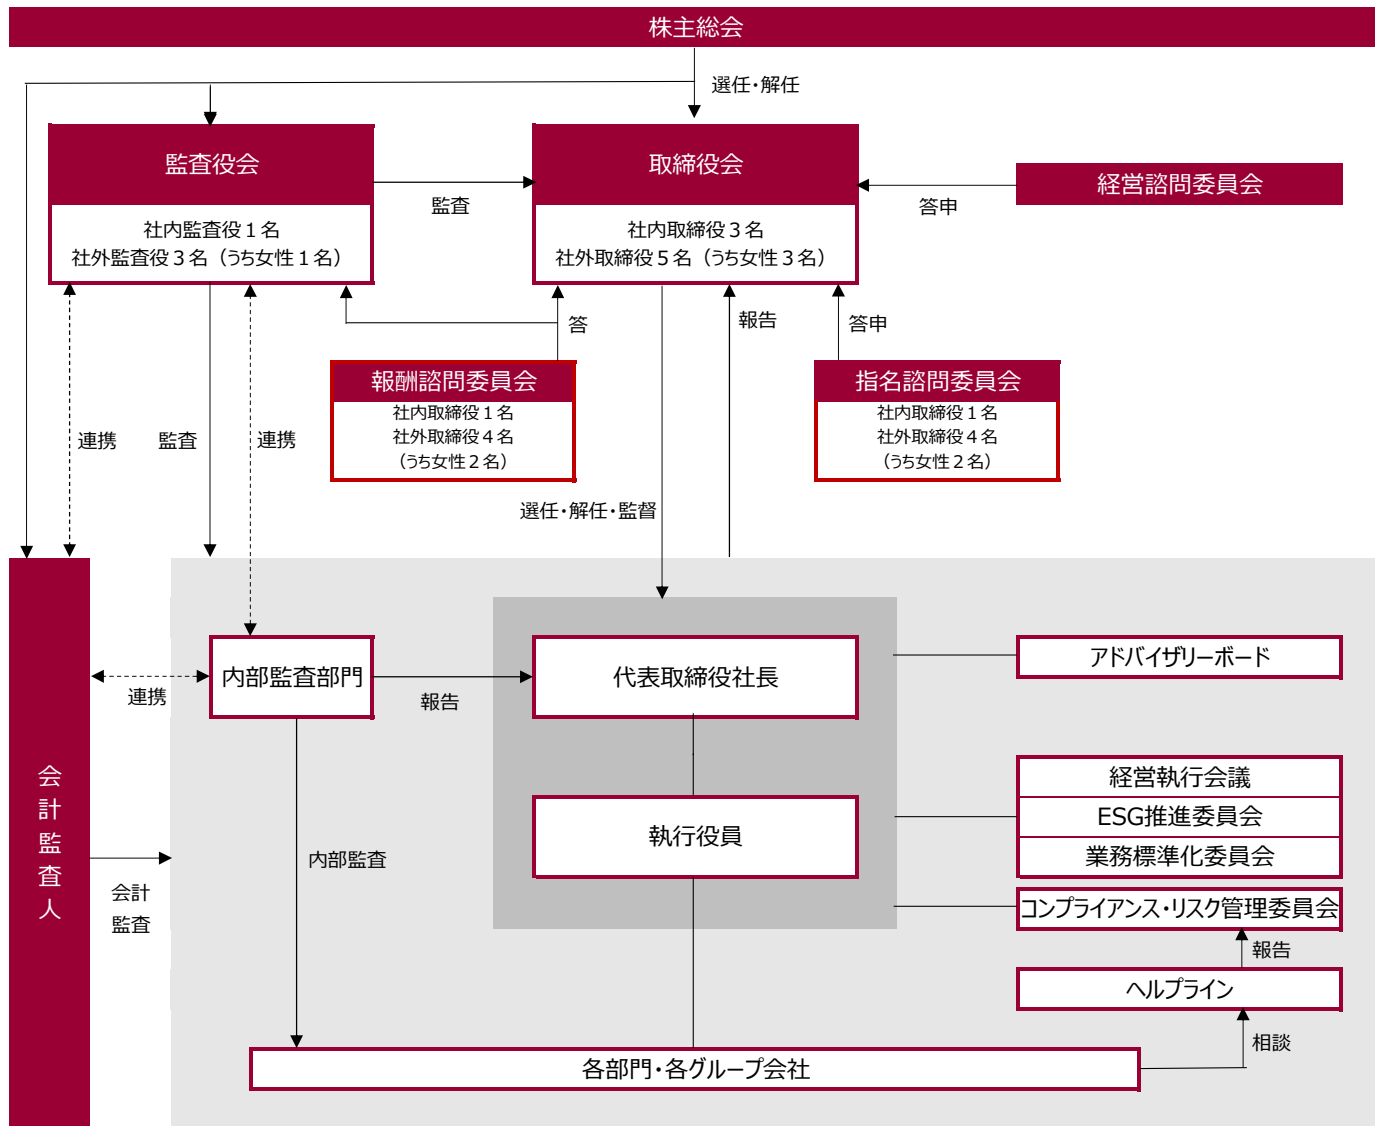 株主総会
選任・解任
監査役会
取締役会
経営諮問委員会
監査
答申
社内監査役１名
社外監査役３名（うち女性１名）
社内取締役３名
社外取締役５名（うち女性３名）
答
報告
答申
報酬諮問委員会
社内取締役１名
社外取締役４名
（うち女性２名）
指名諮問委員会
社内取締役１名
社外取締役４名
（うち女性２名）
連携
監査
連携
選任・解任・監督
内部監査部門
代表取締役社長
アドバイザリーボード
連携
報告
経営執行会議
ESG推進委員会
業務標準化委員会
執行役員
会計監査人
内部監査
会計
監査
コンプライアンス・リスク管理委員会
報告
ヘルプライン
相談
各部門・各グループ会社